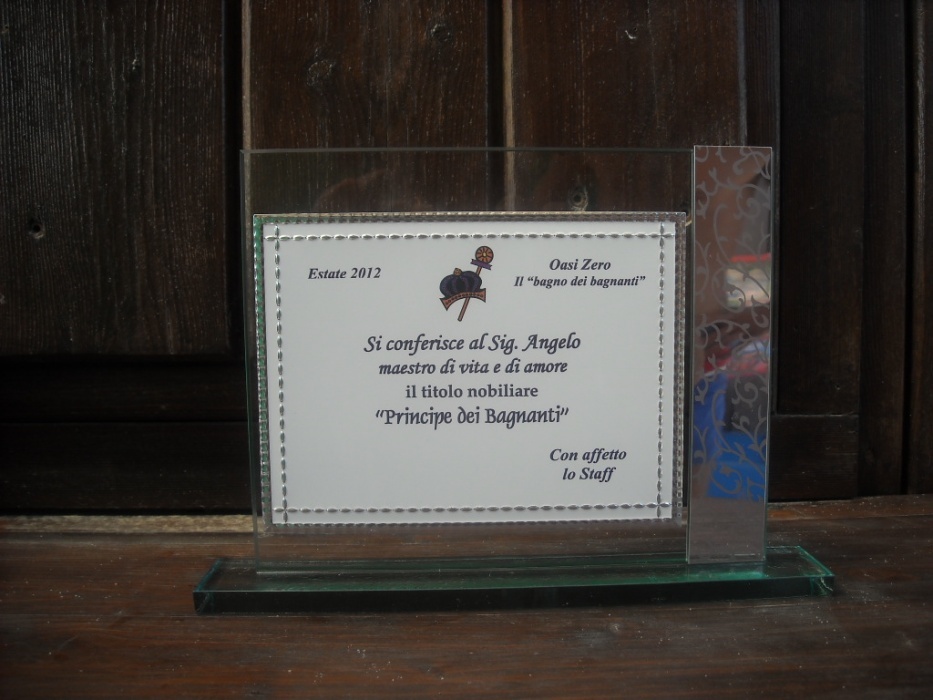 Estate 2012
Oasi Zero
Il "bagno dei bagnanti"
Si conferisce al Sig. Angelo
maestro di vita e di amore
il titolo nobiliare
"Principe dei Bagnanti"
Con affetto
lo Staff